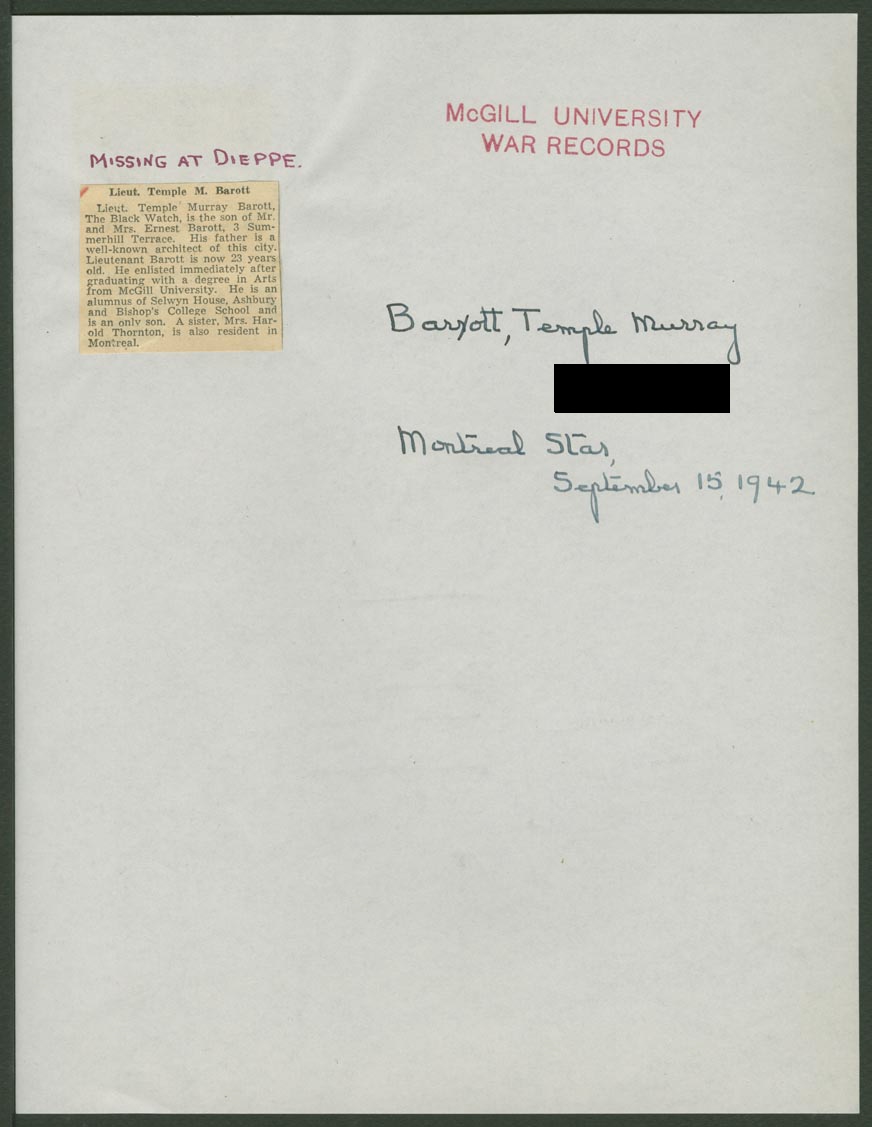 McGILL UNIVERSITY
WAR RECORDS
MISSING AT DIEPPE.
Lieut. Temple M. Barott
Lieut. Temple Murray Barott,
The Black Watch, is the son of Mr.
and Mrs. Ernest Barott, 3 Sum-
merhill Terrace. His father is a
well-known architect of this city.
Lieutenant Barott is now 23 years
old. He enlisted immediately after
graduating with a degree in Arts
from McGill University. He is an
alumnus of Selwyn House, Ashbury
and Bishop's College School and
is an only son. A sister, Mrs. Har-
old Thornton, is also resident in
Montreal.
Barott, Temple Murray
Montreal Star,
September 15, 1942